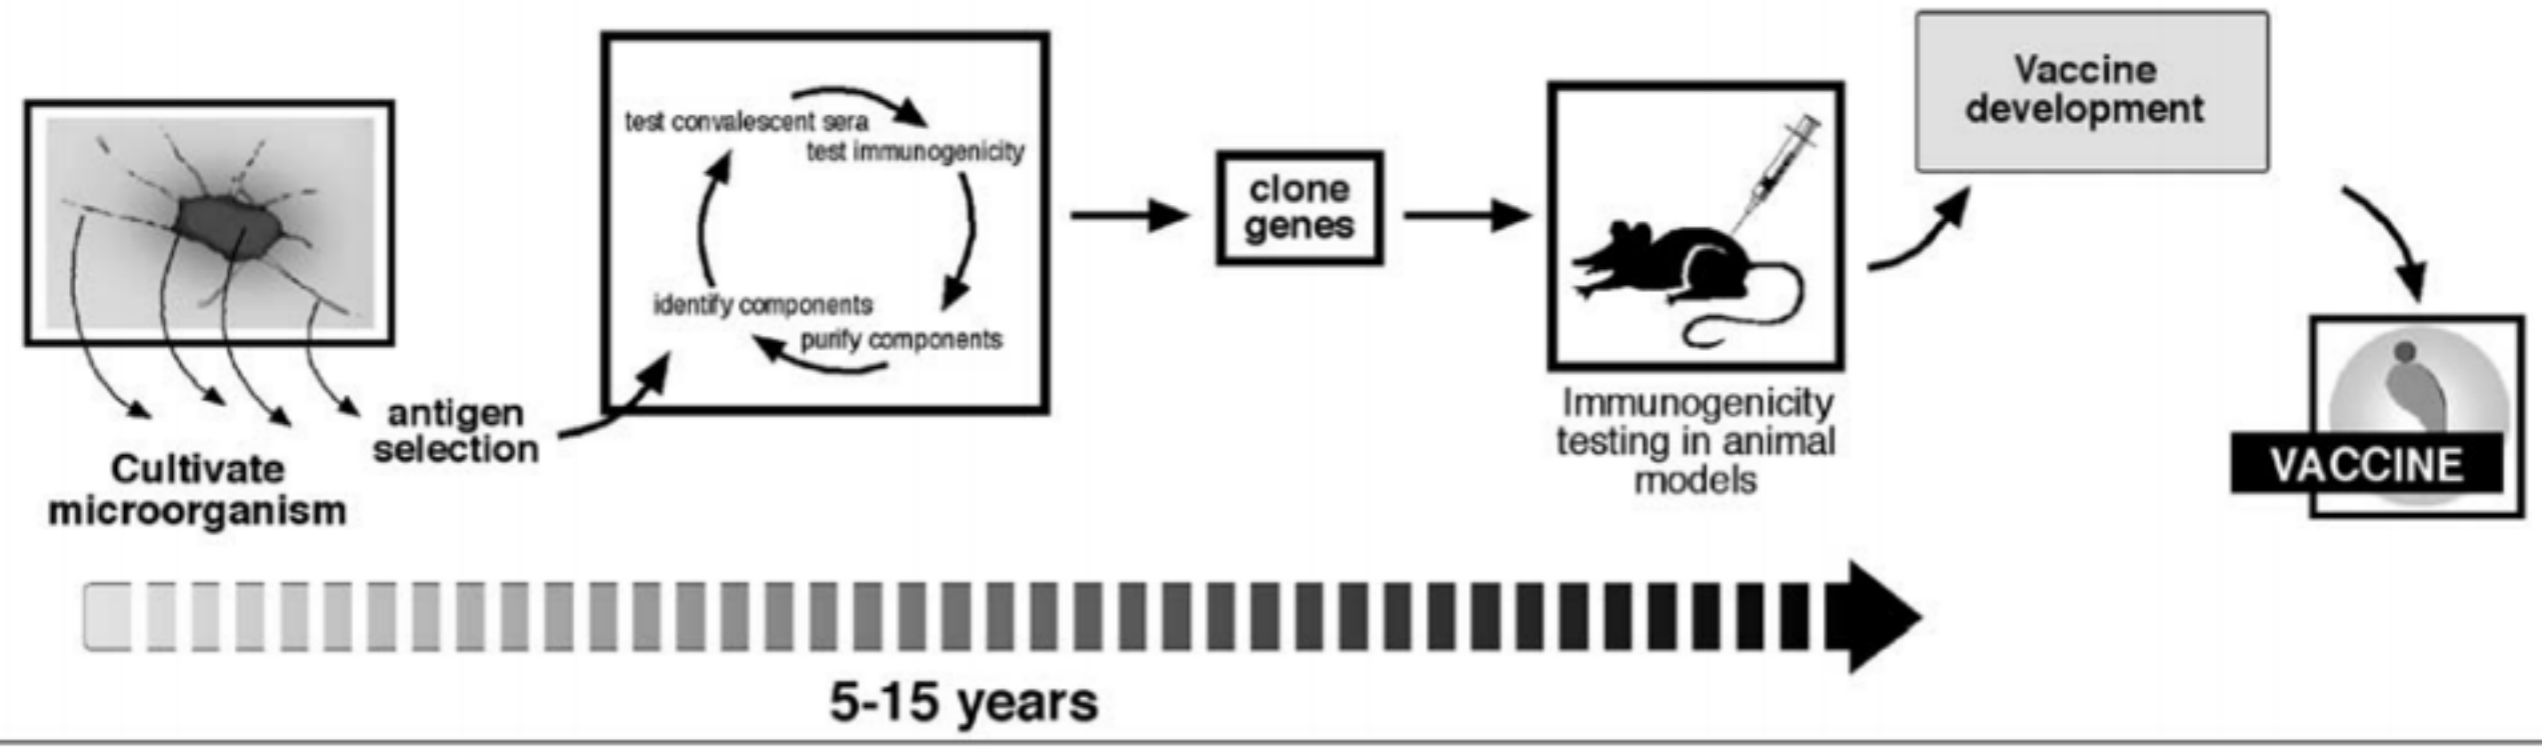 Cultivate
microorganism
antigen
selection
test convalescent sera
test immunogenicity
identify components
purify components
clone
genes
Immunogenicity
testing in animal
models
Vaccine
development
VACCINE
5-15 years